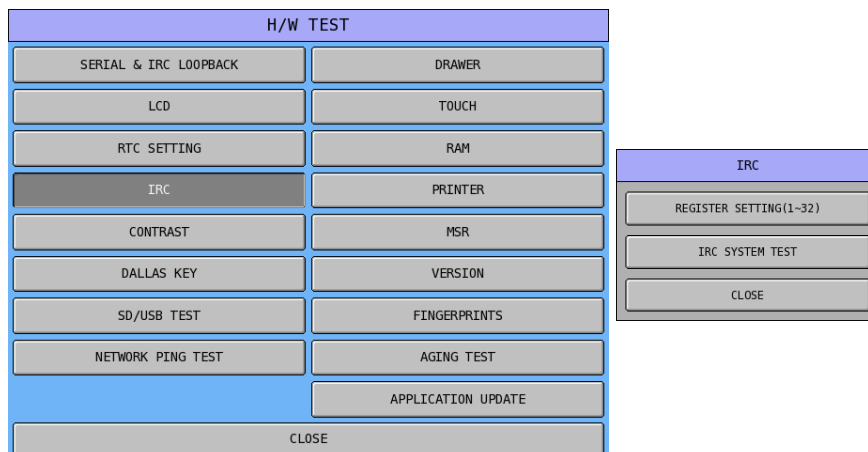 H/W TEST
SERIAL & IRC LOOPBACK
DRAWER
LCD
TOUCH
RTC SETTING
RAM
IRC
PRINTER
CONTRAST
MSR
DALLAS KEY
VERSION
SD/USB TEST
FINGERPRINTS
NETWORK PING TEST
AGING TEST
APPLICATION UPDATE
CLOSE
IRC
REGISTER SETTING(1~32)
IRC SYSTEM TEST
CLOSE